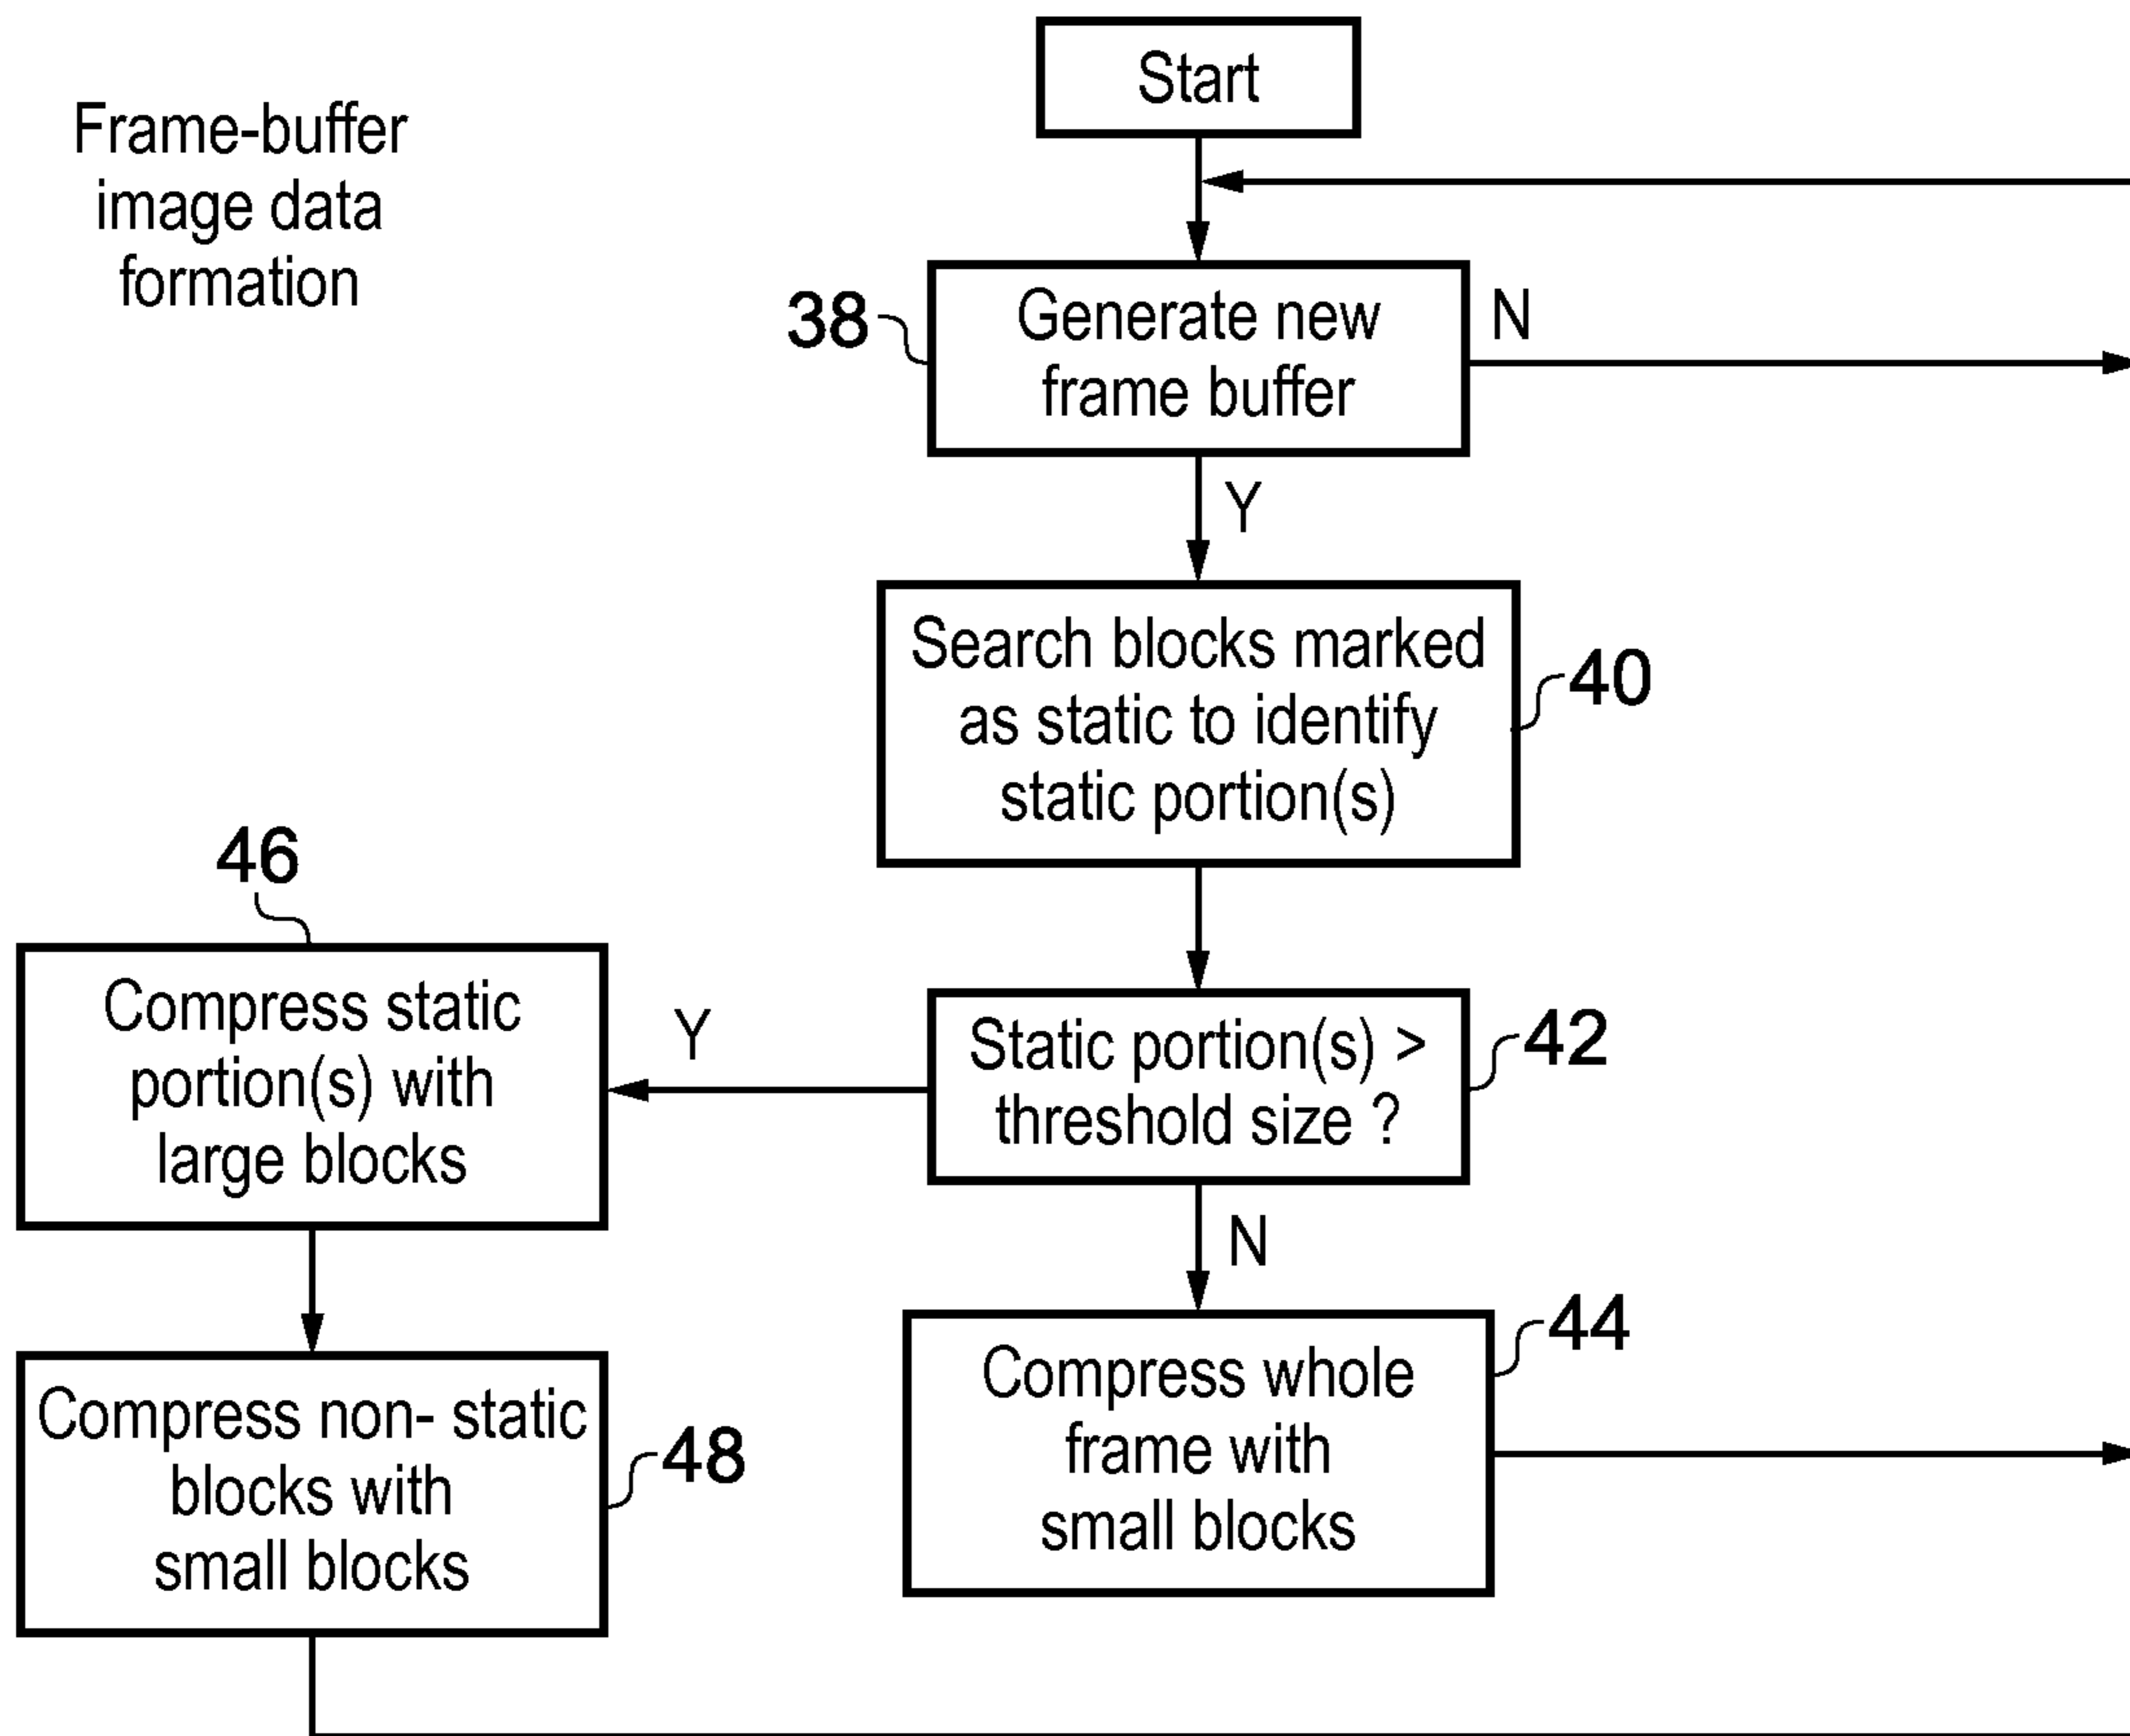 Frame-buffer
image data
formation
Start
38
Generate new
frame buffer
N
Y
Search blocks marked
as static to identify
static portion(s)
40
Static portion(s) >
threshold size ?
42
Y
N
46
Compress static
portion(s) with
large blocks
Compress whole
frame with
small blocks
44
Compress non- static
blocks with
small blocks
48